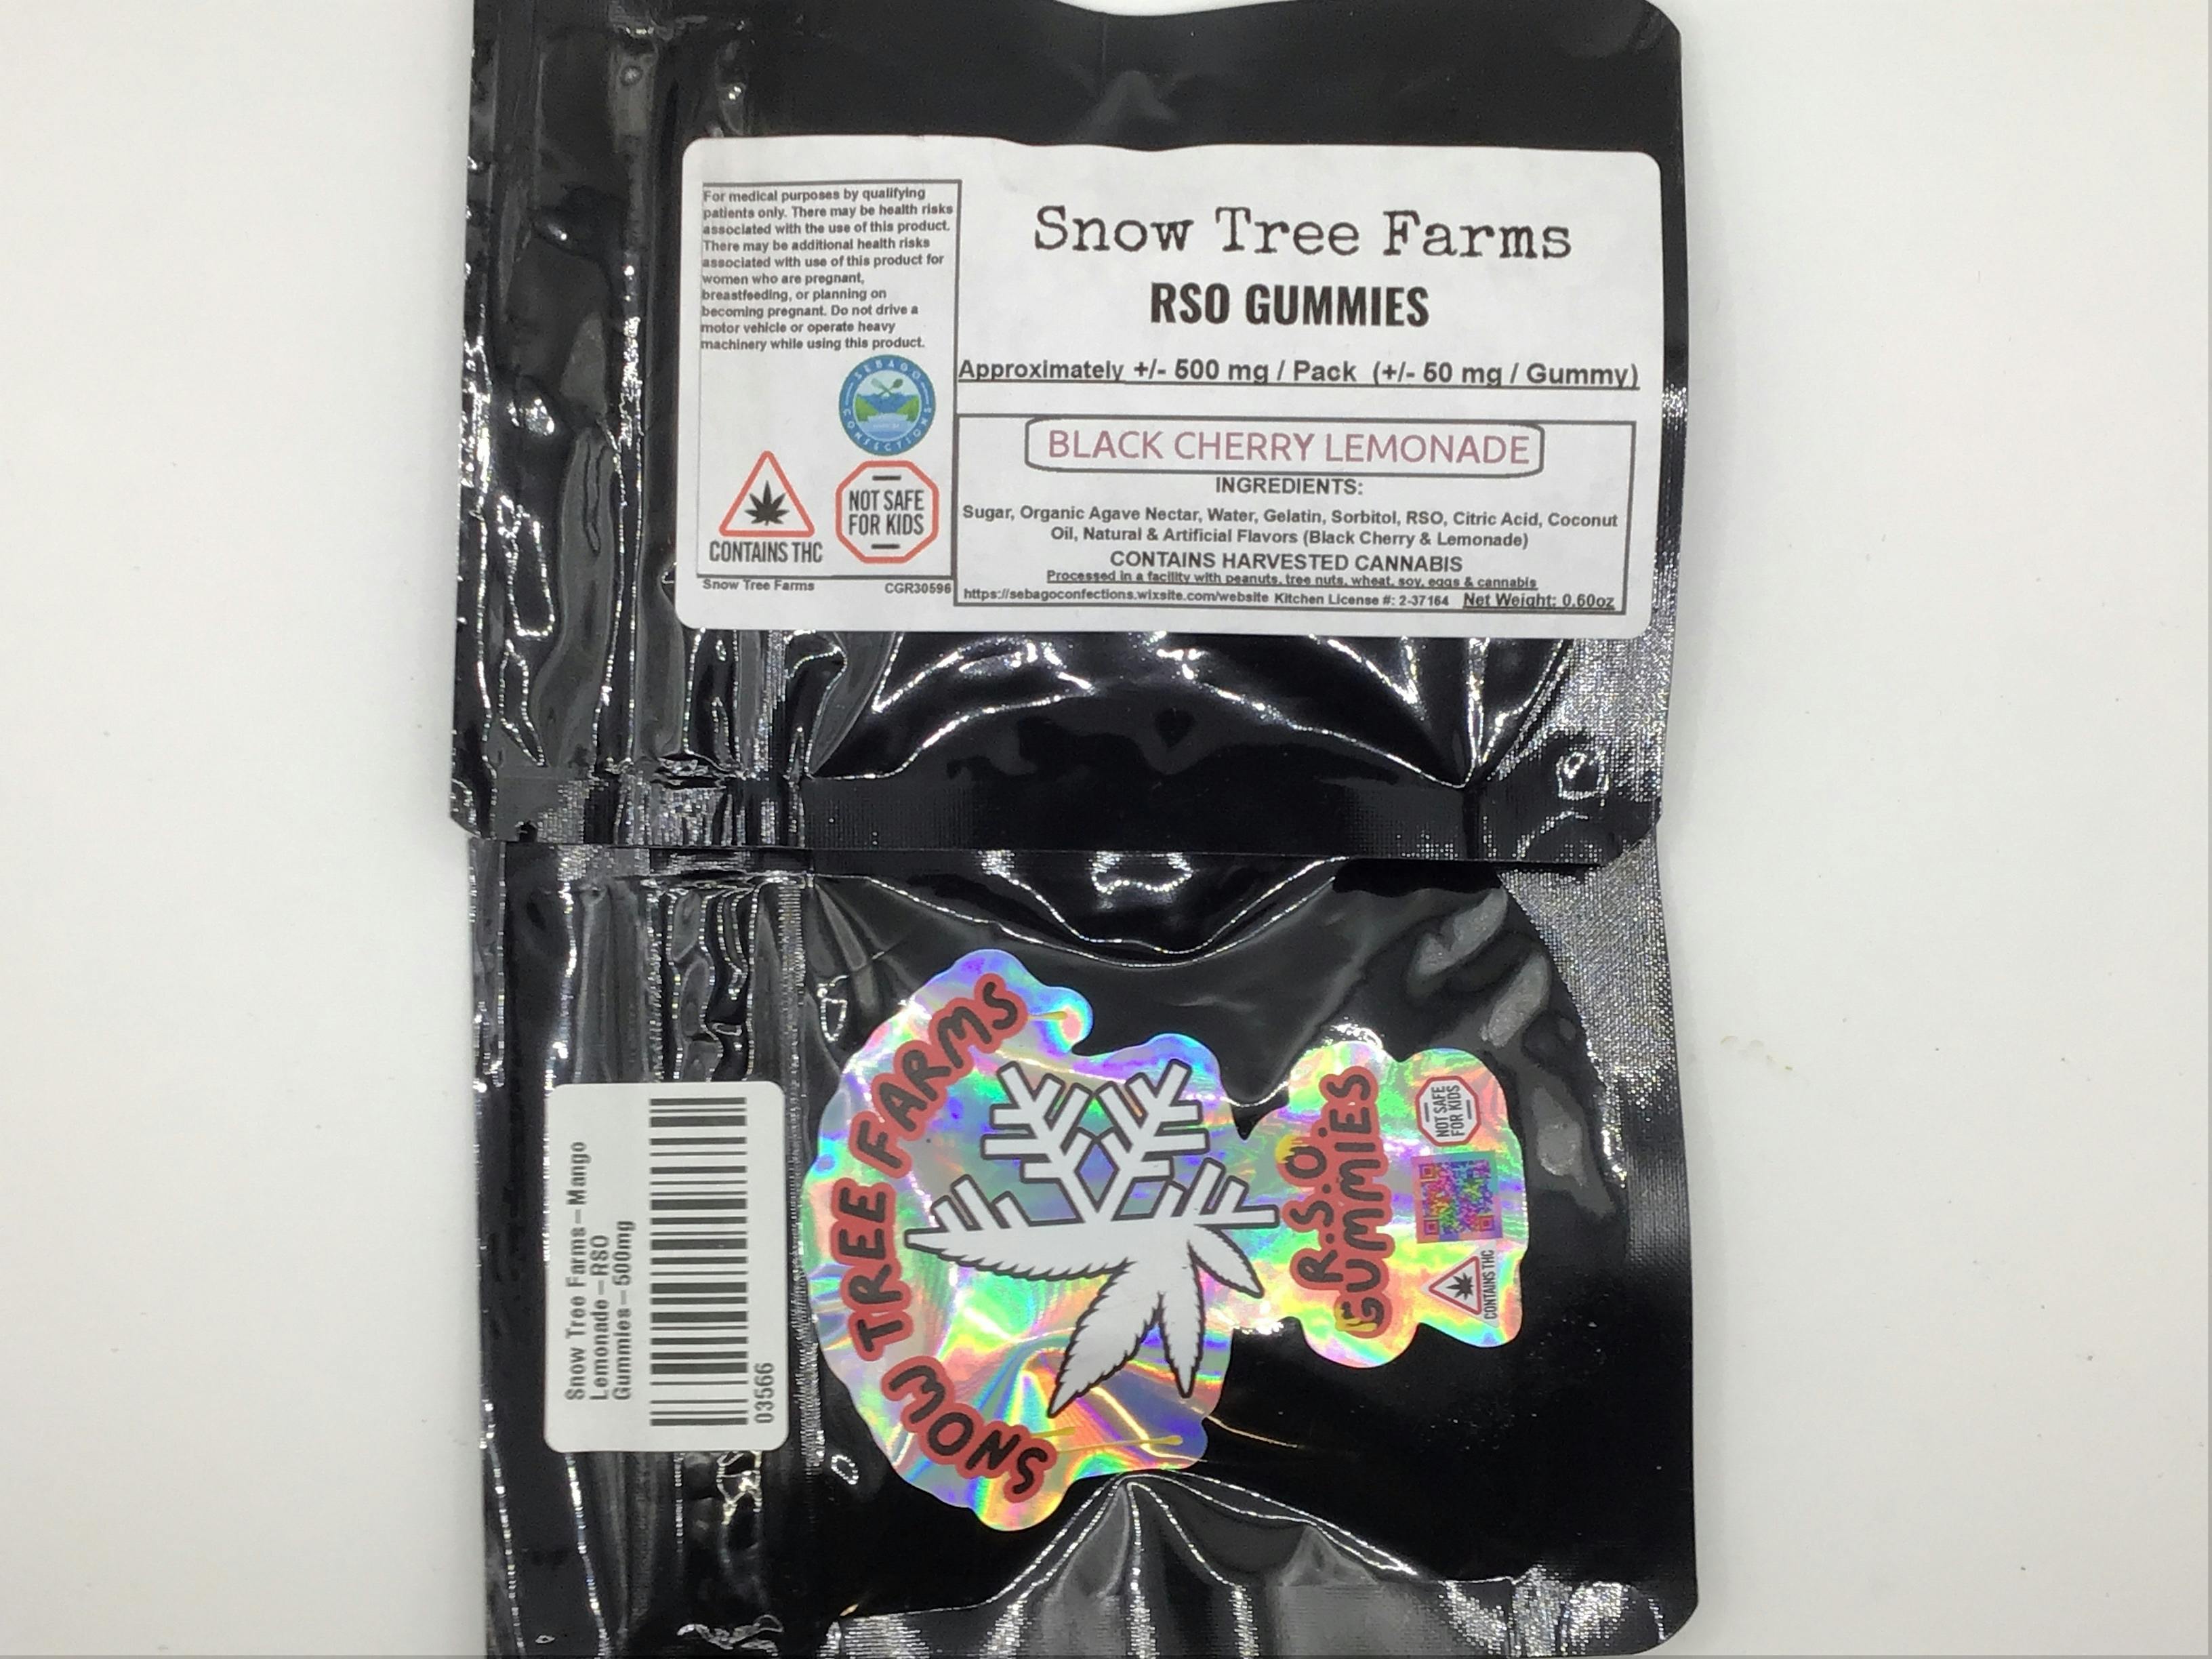 For medical purposes by qualifying
patients only. There may be health risks
associated with the use of this product.
There may be additional health risks
associated with use of this product for
women who are pregnant,
breastfeeding, or planning on
becoming pregnant. Do not drive a
motor vehicle or operate heavy
machinery while using this product.
SEBAGO
CONFECTIONS
CONTAINS THC
NOT SAFE
FOR KIDS
Snow Tree Farms
CGR30596
Snow Tree Farms
RSO GUMMIES
Approximately +/- 500 mg / Pack (+/- 50 mg / Gummy)
BLACK CHERRY LEMONADE
INGREDIENTS:
Sugar, Organic Agave Nectar, Water, Gelatin, Sorbitol, RSO, Citric Acid, Coconut
Oil, Natural & Artificial Flavors (Black Cherry & Lemonade)
CONTAINS HARVESTED CANNABIS
Processed in a facility with peanuts, tree nuts, wheat, soy, eggs & cannabis
https://sebagoconfections.wixsite.com/website Kitchen License #: 2-37164 Net Weight: 0.60oz
Snow Tree Farms-Mango
Lemonade-RSO
Gummies-500mg
03566
SNOW TREE FARMS
R.S.O.
GUMMIES
CONTAINS THC
NOT SAFE
FOR KIDS